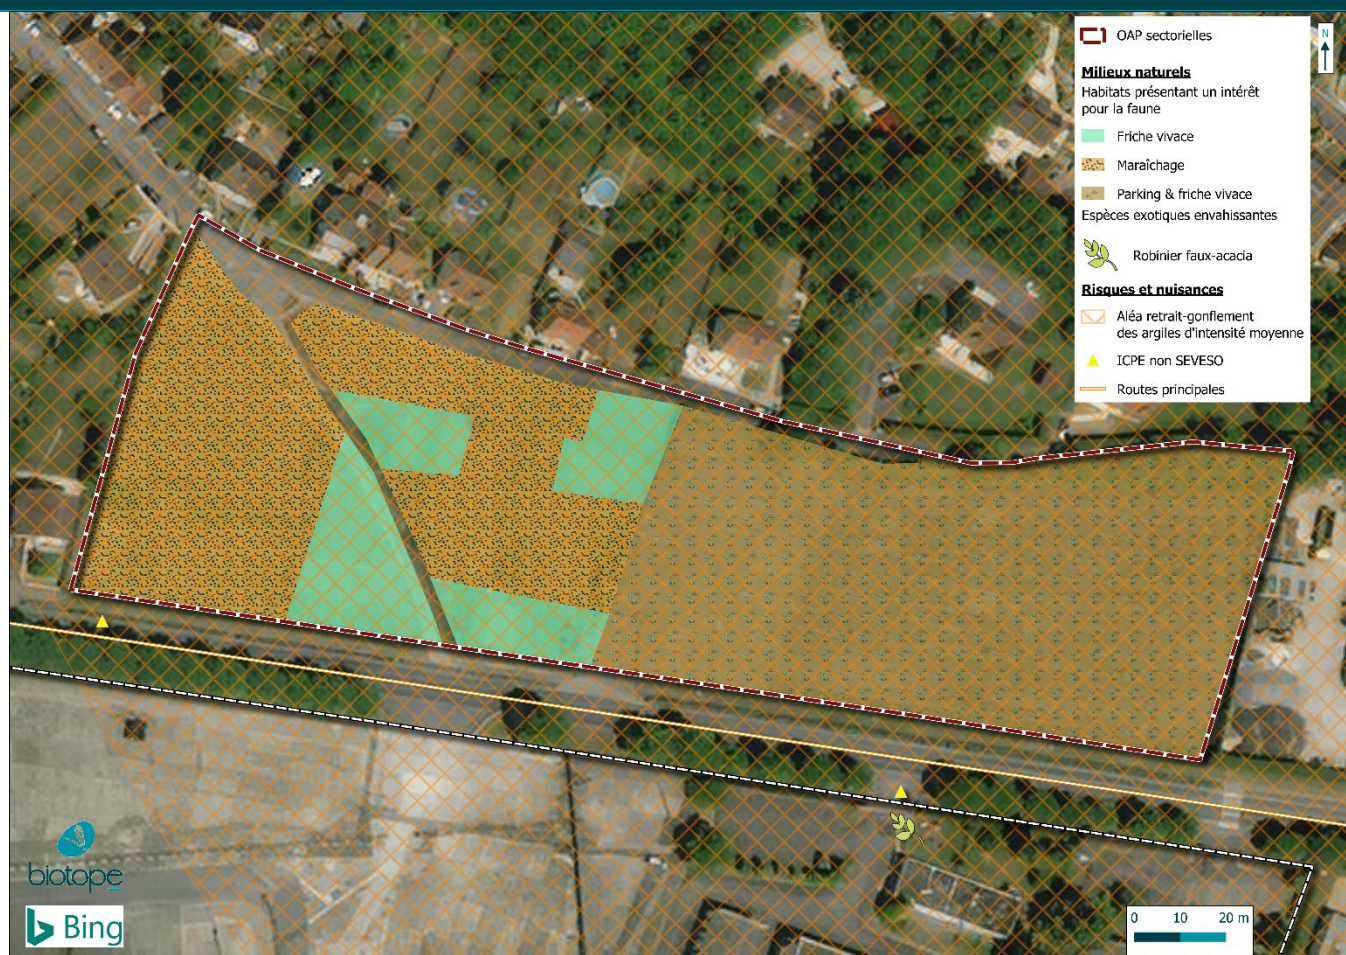 OAP sectorielles
Milieux naturels
Habitats présentant un intérêt
pour la faune
Friche vivace
Maraîchage
Parking & friche vivace
Espèces exotiques envahissantes
Robinier faux-acacia
Risques et nuisances
Aléa retrait-gonflement
des argiles d'intensité moyenne
ICPE non SEVESO
Routes principales
N
biotope
Bing
0 10 20 m